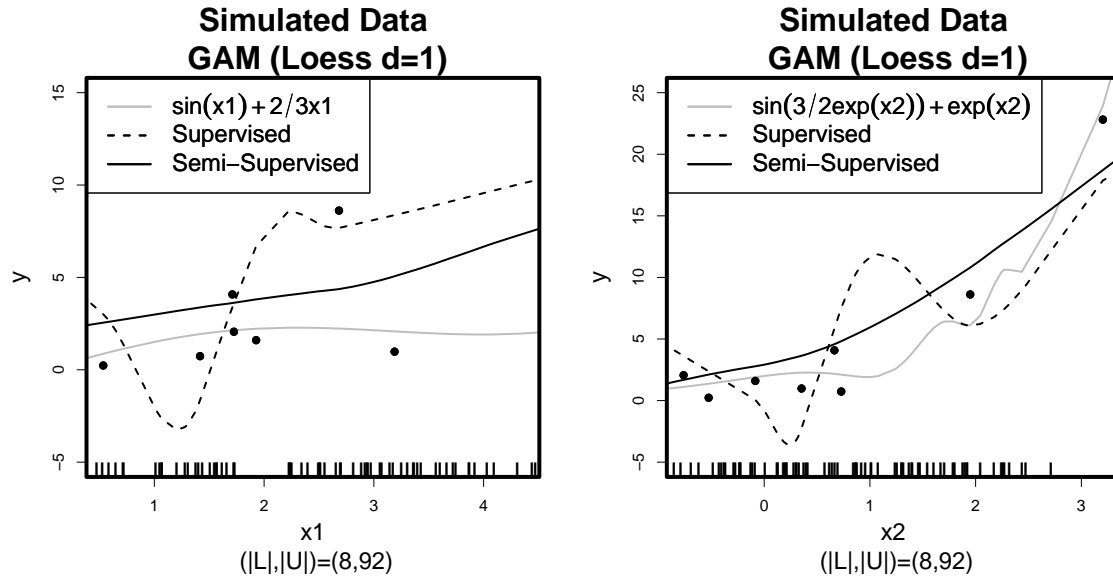 Simulated Data
GAM (Loess d=1)
sin(x1)+2/3x1
Supervised
Semi−Supervised
15
10
5
0
−5
y
1 2 3 4
x1
(|L|,|U|)=(8,92)
Simulated Data
GAM (Loess d=1)
sin(3/2exp(x2))+exp(x2)
Supervised
Semi−Supervised
25
20
15
10
5
0
−5
y
0 1 2 3
x2
(|L|,|U|)=(8,92)